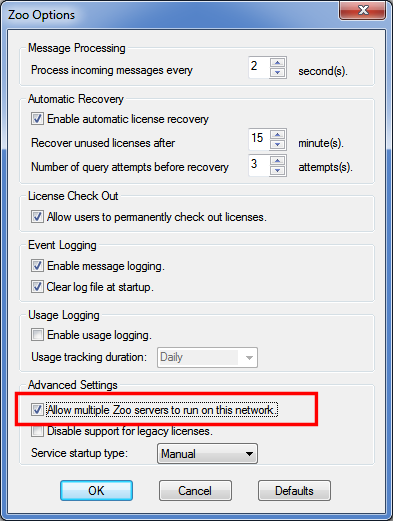 Zoo Options
Message Processing
Process incoming messages every 2 second(s).
Automatic Recovery
Enable automatic license recovery
Recover unused licenses after 15 minute(s).
Number of query attempts before recovery 3 attempts(s).
License Check Out
Allow users to permanently check out licenses.
Event Logging
Enable message logging.
Clear log file at startup.
Usage Logging
Enable usage logging.
Usage tracking duration: Daily
Advanced Settings
Allow multiple Zoo servers to run on this network.
Disable support for legacy licenses.
Service startup type: Manual
OK Cancel Defaults